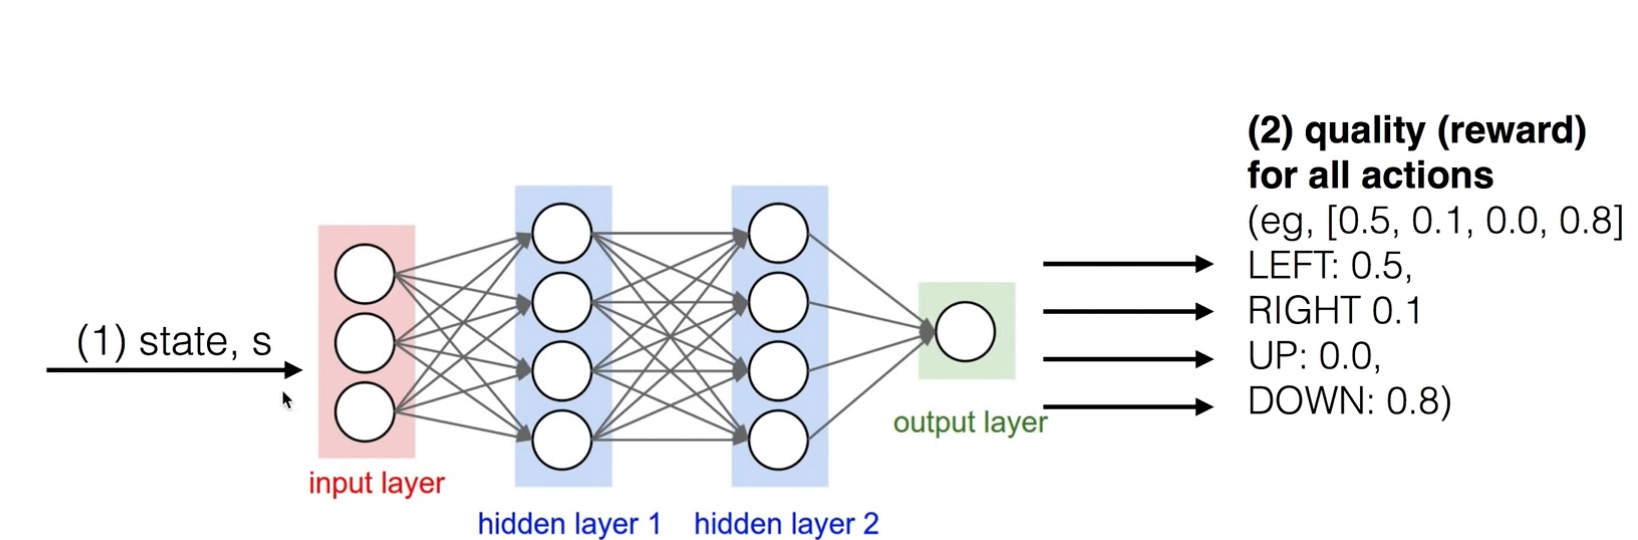 (1) state, s
input layer
hidden layer 1
hidden layer 2
output layer
(2) quality (reward)
for all actions
(eg, [0.5, 0.1, 0.0, 0.8]
LEFT: 0.5,
RIGHT 0.1
UP: 0.0,
DOWN: 0.8)